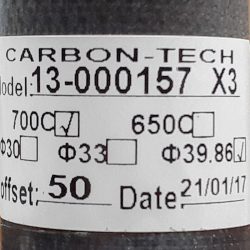 CARBON-TECH
Model: 13-000157 X3
700C☑ 650C☐
Φ30☐ Φ33☐ Φ39.86☑
offset: 50 Date: 21/01/17